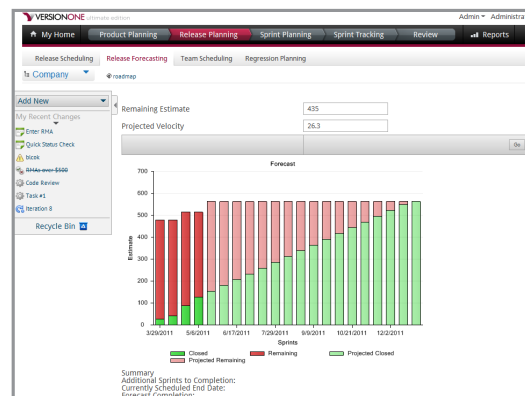 VERSIONONE ultimate edition
Admin Administra
My Home Product Planning Release Planning Sprint Planning Sprint Tracking Review Reports
Release Scheduling Release Forecasting Team Scheduling Regression Planning
Company roadmap
Add New
My Recent Changes
Enter RMA
Quick Status Check
blcok
RMAs over $500
Code Review
Task #1
Iteration 8
Recycle Bin
Remaining Estimate 435
Projected Velocity 26.3
Forecast
700
600
500
400
300
200
100
0
Estimate
3/29/2011 5/6/2011 6/17/2011 7/29/2011 9/9/2011 10/21/2011 12/2/2011
Sprints
Closed Remaining Projected Closed
Projected Remaining
Summary
Additional Sprints to Completion:
Currently Scheduled End Date:
Forecast Completion: